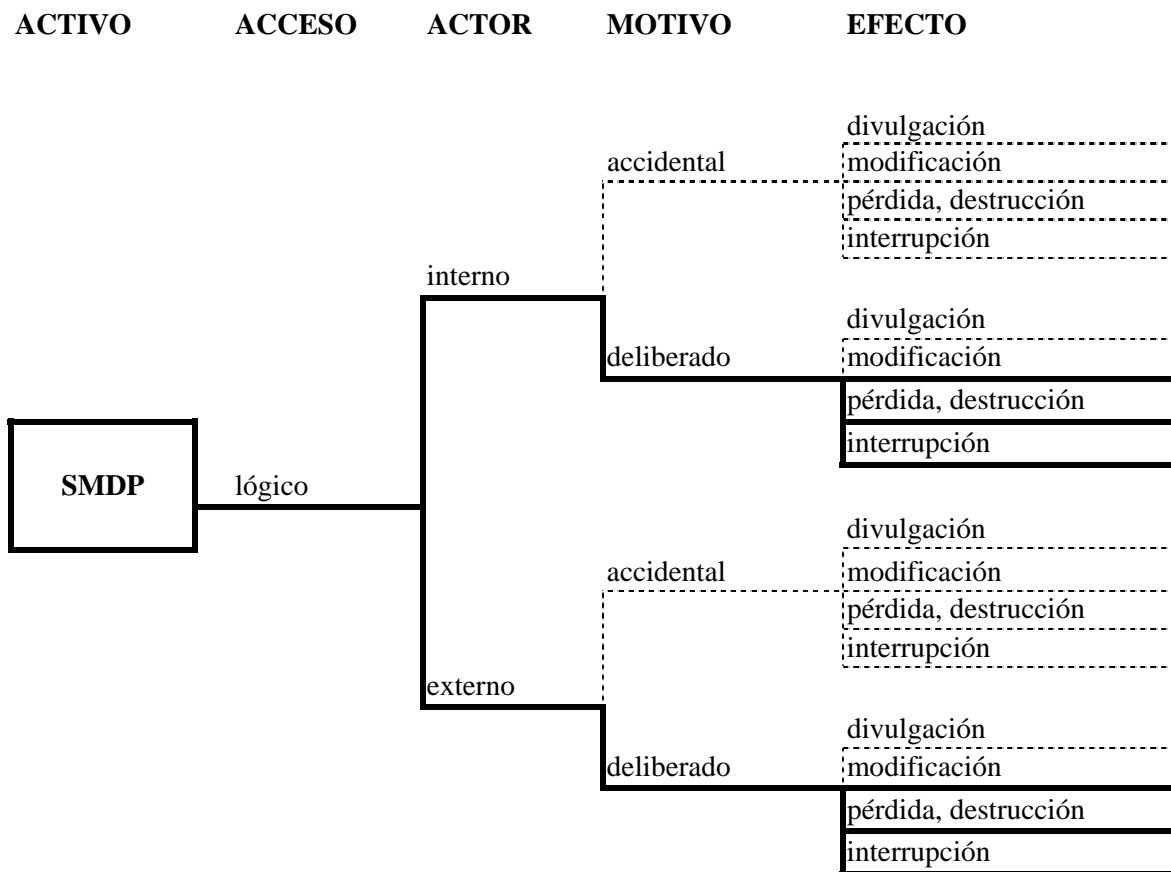 ACTIVO ACCESO ACTOR MOTIVO EFECTO
divulgación
accidental modificación
pérdida, destrucción
interrupción
interno
divulgación
deliberado modificación
pérdida, destrucción
interrupción
SMDP lógico
divulgación
accidental modificación
pérdida, destrucción
interrupción
externo
divulgación
deliberado modificación
pérdida, destrucción
interrupción